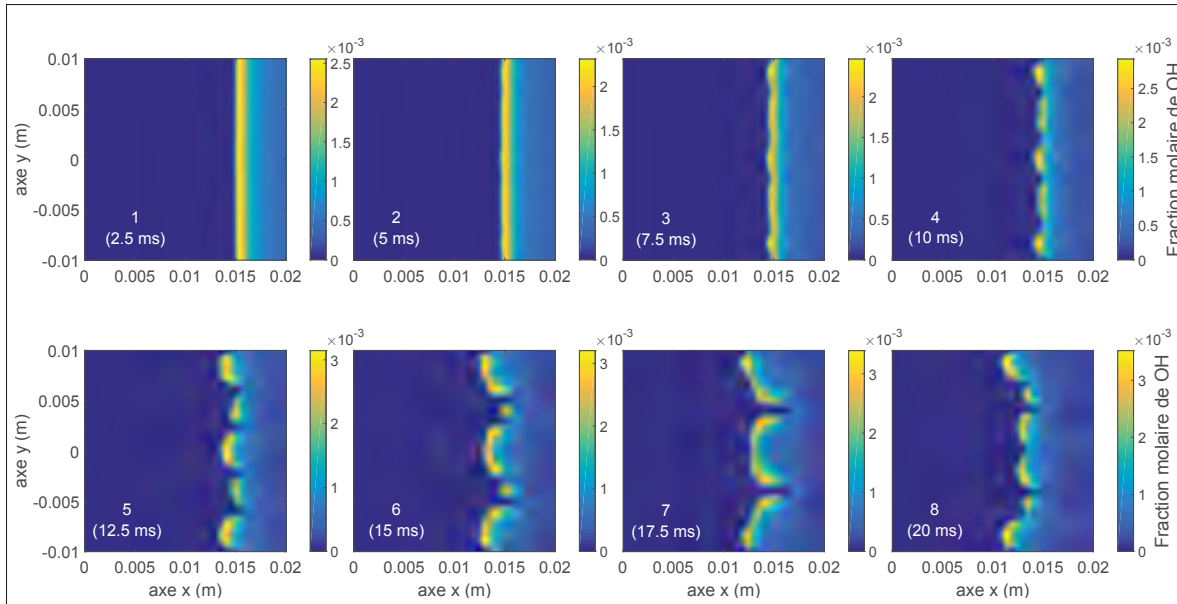 ×10⁻³
×10⁻³
×10⁻³
×10⁻³
0.01
0.005
0
-0.005
-0.01
axe y (m)
1
(2.5 ms)
0 0.005 0.01 0.015 0.02
2.5
2
1.5
1
0.5
0
2
(5 ms)
0 0.005 0.01 0.015 0.02
2
1.5
1
0.5
0
3
(7.5 ms)
0 0.005 0.01 0.015 0.02
2
1.5
1
0.5
0
4
(10 ms)
0 0.005 0.01 0.015 0.02
2.5
2
1.5
1
0.5
0
Fraction molaire de OH
×10⁻³
×10⁻³
×10⁻³
×10⁻³
0.01
0.005
0
-0.005
-0.01
axe y (m)
5
(12.5 ms)
0 0.005 0.01 0.015 0.02
axe x (m)
3
2
1
0
6
(15 ms)
0 0.005 0.01 0.015 0.02
axe x (m)
3
2
1
0
7
(17.5 ms)
0 0.005 0.01 0.015 0.02
axe x (m)
3
2
1
0
8
(20 ms)
0 0.005 0.01 0.015 0.02
axe x (m)
3
2
1
0
Fraction molaire de OH